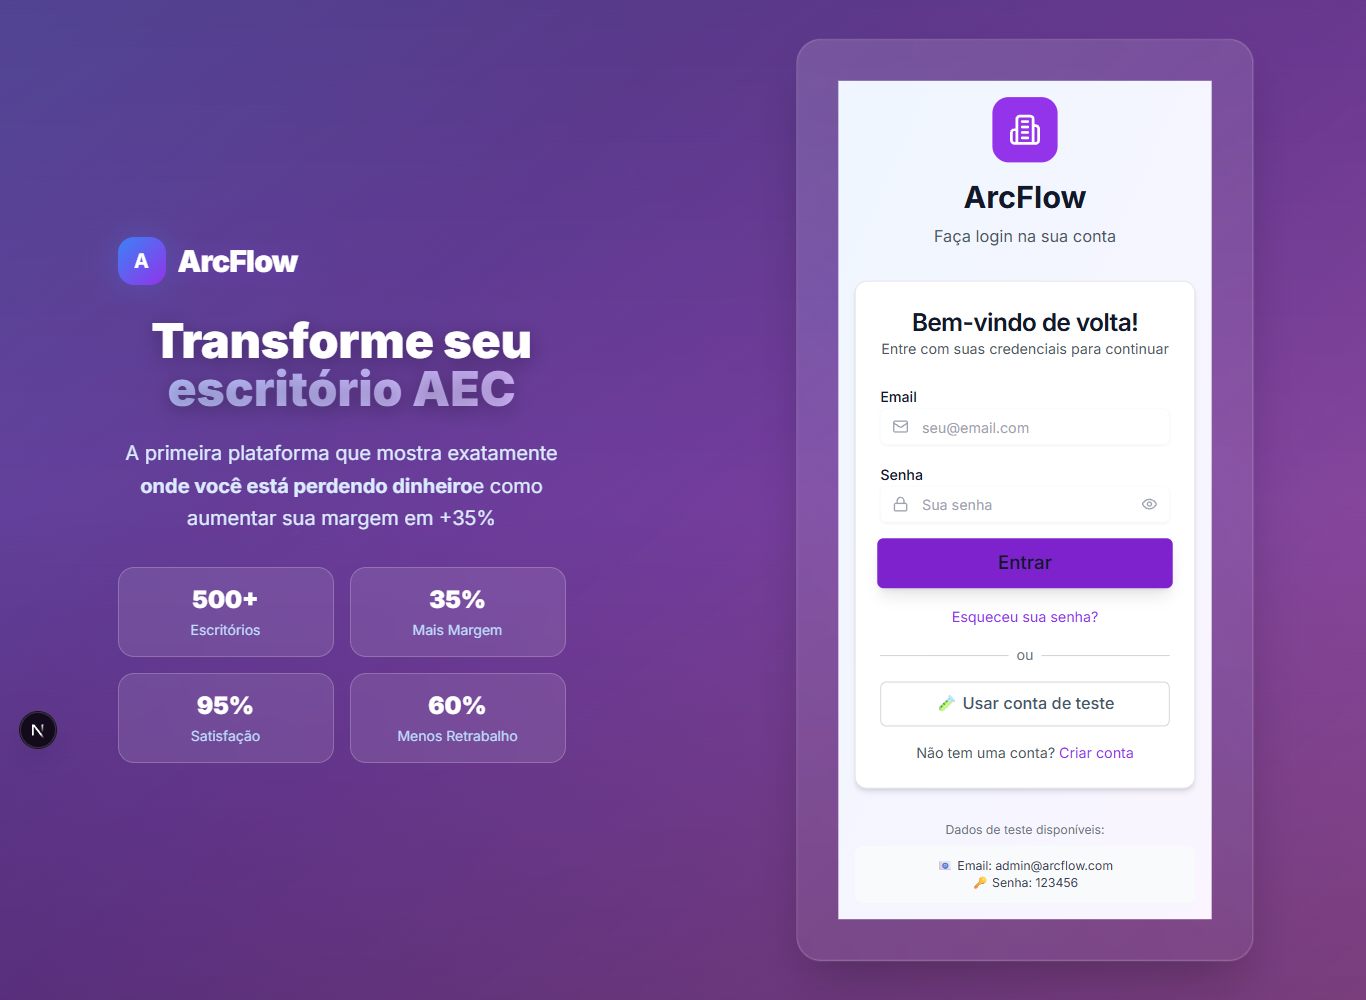 A
ArcFlow
Transforme seu
escritório AEC
A primeira plataforma que mostra exatamente
onde você está perdendo dinheiroe como
aumentar sua margem em +35%
500+
Escritórios
35%
Mais Margem
95%
Satisfação
60%
Menos Retrabalho
N
ArcFlow
Faça login na sua conta
Bem-vindo de volta!
Entre com suas credenciais para continuar
Email
seu@email.com
Senha
Sua senha
Entrar
Esqueceu sua senha?
ou
🧪 Usar conta de teste
Não tem uma conta? Criar conta
Dados de teste disponíveis:
📧 Email: admin@arcflow.com
🔑 Senha: 123456